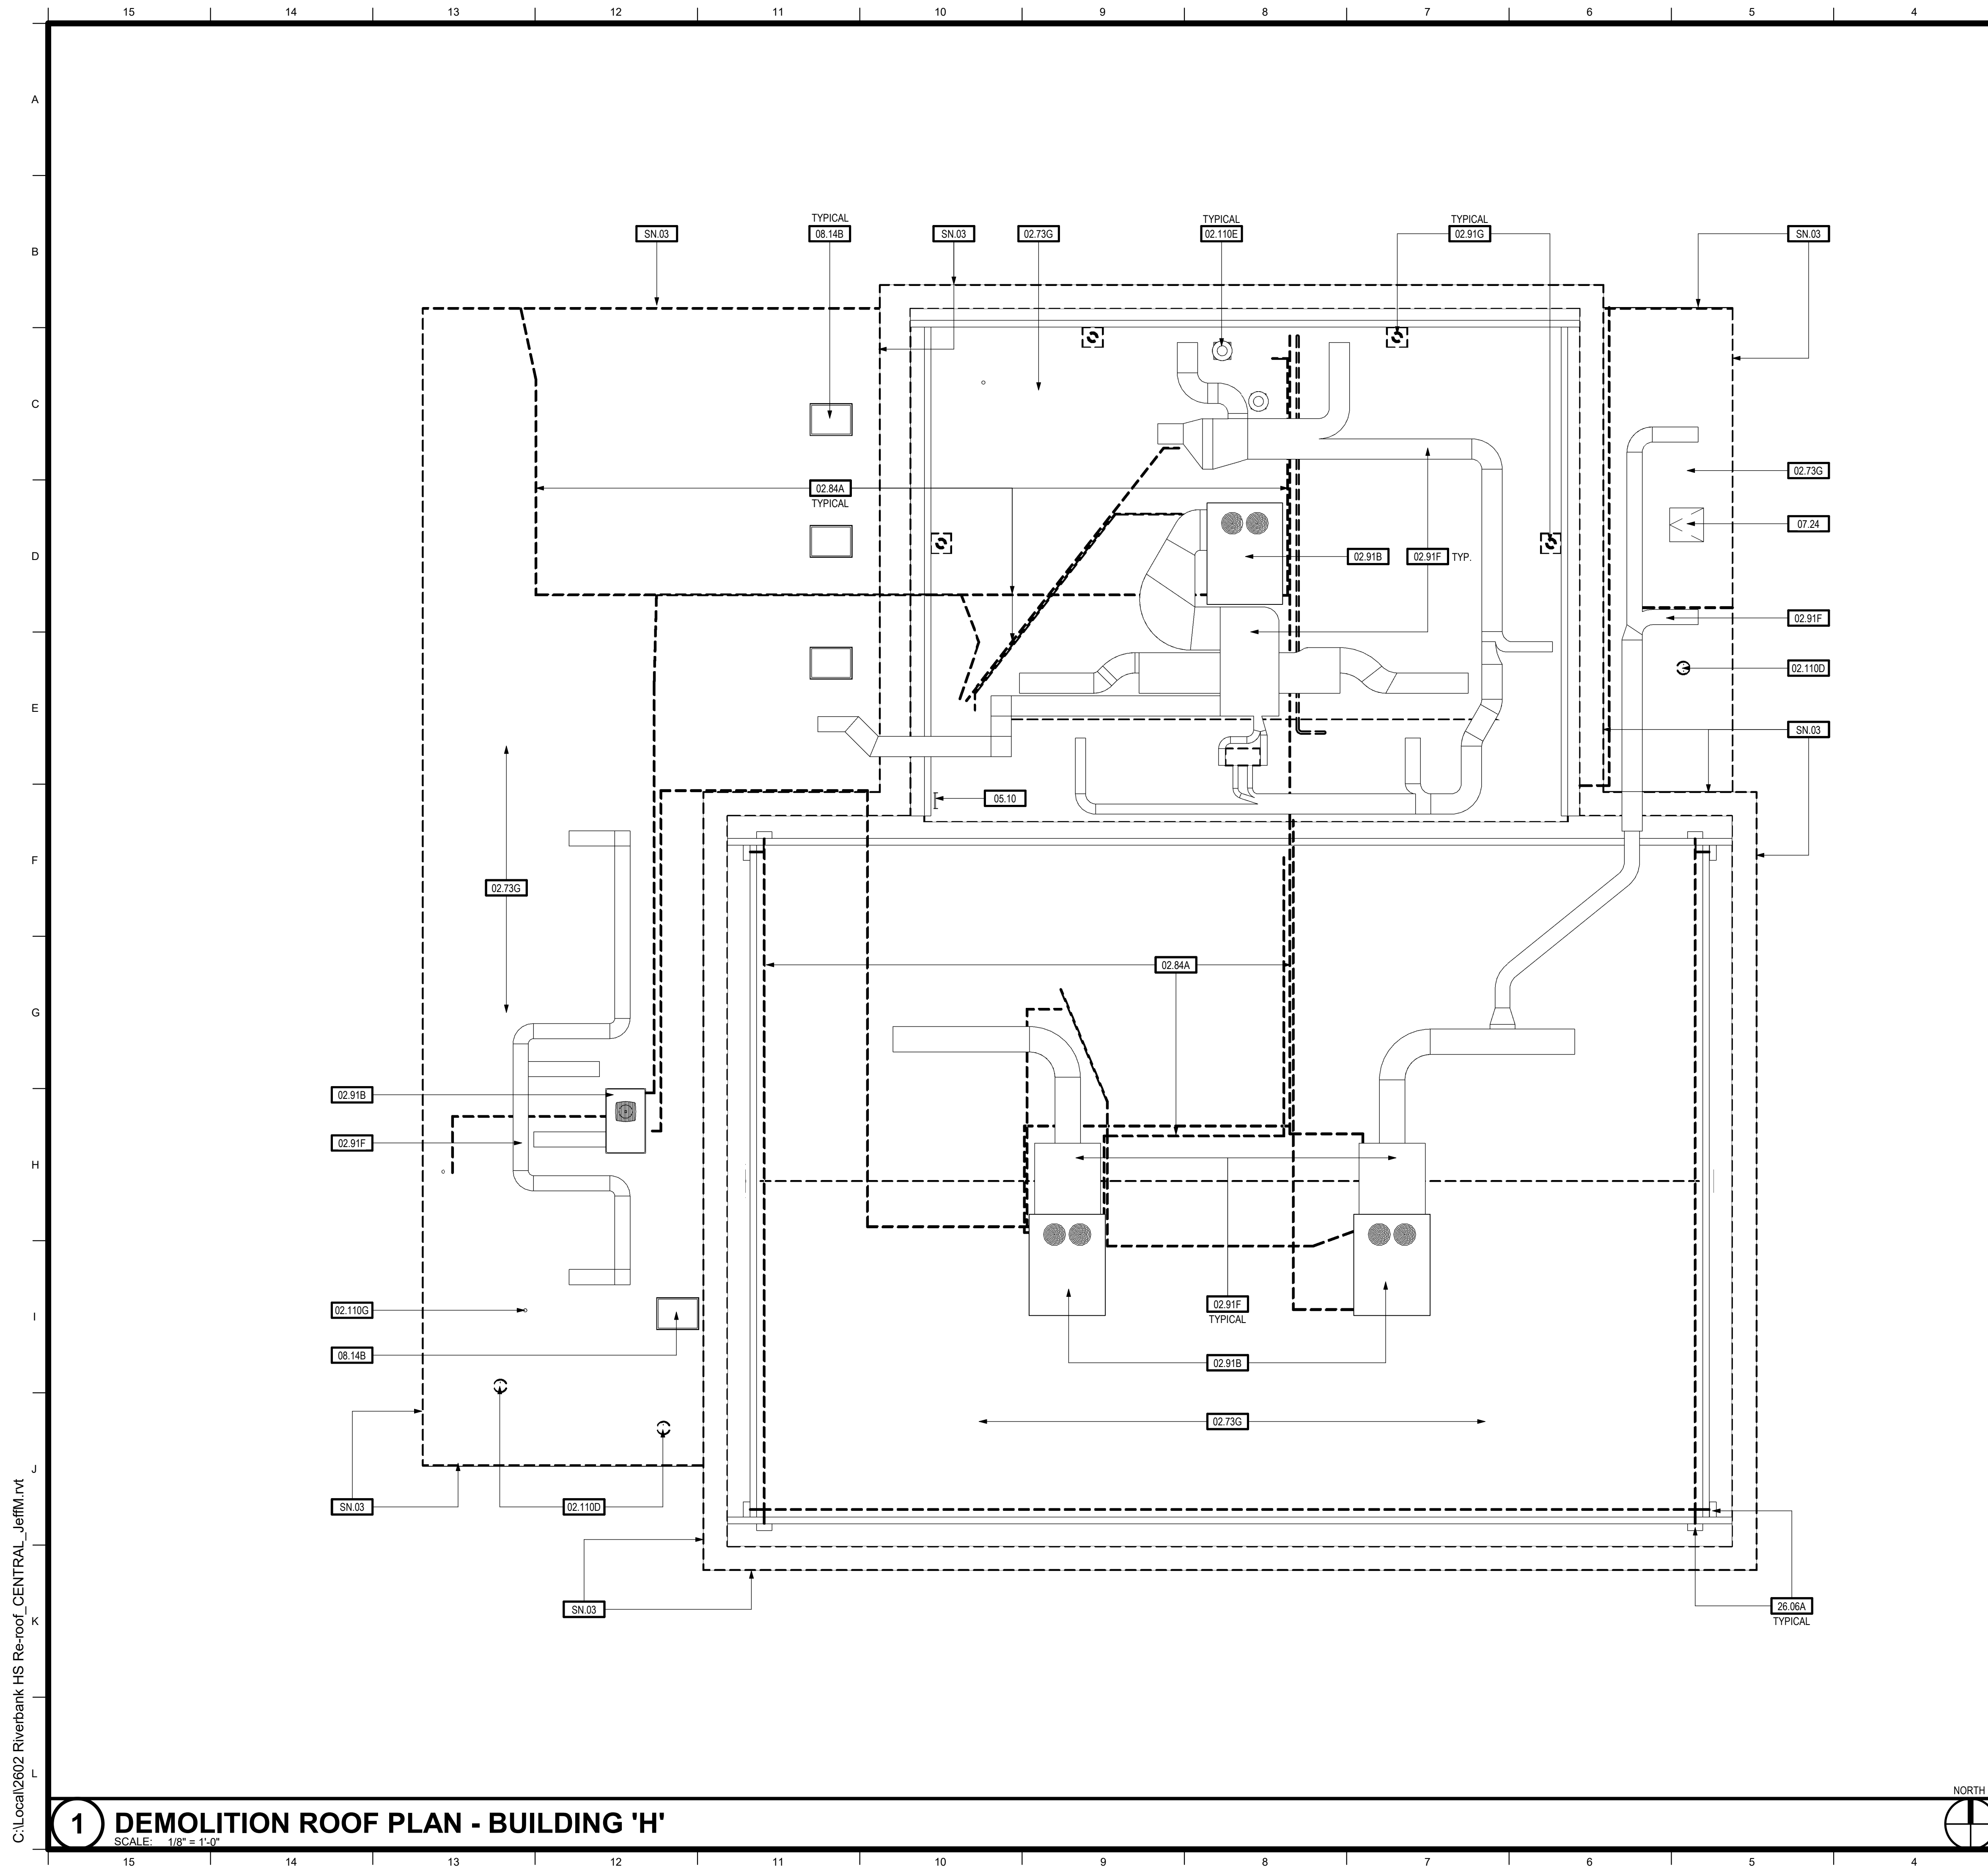 15 14 13 12 11 10 9 8 7 6 5 4
A
TYPICAL TYPICAL TYPICAL
SN.03 08.14B SN.03 02.73G 02.110E 02.91G SN.03
B
C
02.73G
02.84A
TYPICAL
07.24
D
02.91B 02.91F TYP.
02.91F
02.110D
E
SN.03
05.10
F
02.73G
02.84A
G
02.91B
02.91F
H
02.110G
02.91F
TYPICAL
I
08.14B
02.91B
02.73G
J
SN.03 02.110D
SN.03
26.06A
TYPICAL
K
L
C:\Local\2602 Riverbank HS Re-roof_CENTRAL_JeffM.rvt
NORTH
1 DEMOLITION ROOF PLAN - BUILDING 'H'
SCALE: 1/8" = 1'-0"
15 14 13 12 11 10 9 8 7 6 5 4